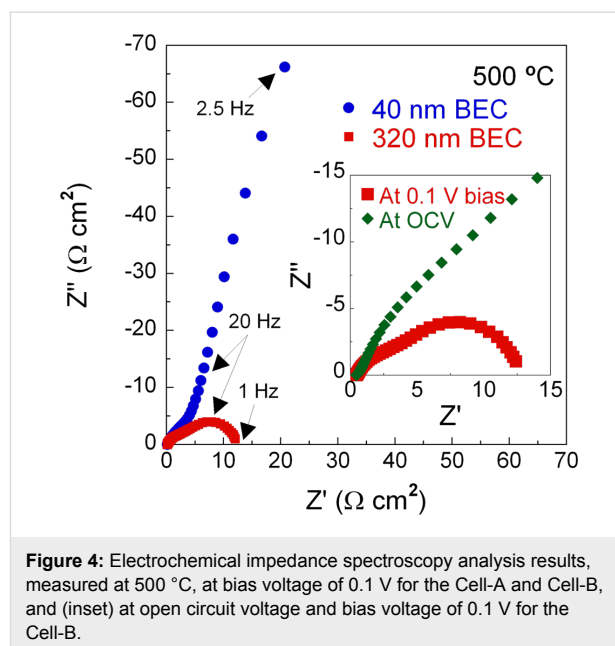 -70
-60
-50
-40
-30
-20
-10
0
Z'' (Ω cm²)
0 10 20 30 40 50 60 70
Z' (Ω cm²)
500 ºC
40 nm BEC
320 nm BEC
2.5 Hz
20 Hz
1 Hz
-15
-10
-5
0
Z''
0 5 10 15
Z'
At 0.1 V bias
At OCV
Figure 4: Electrochemical impedance spectroscopy analysis results,
measured at 500 °C, at bias voltage of 0.1 V for the Cell-A and Cell-B,
and (inset) at open circuit voltage and bias voltage of 0.1 V for the
Cell-B.